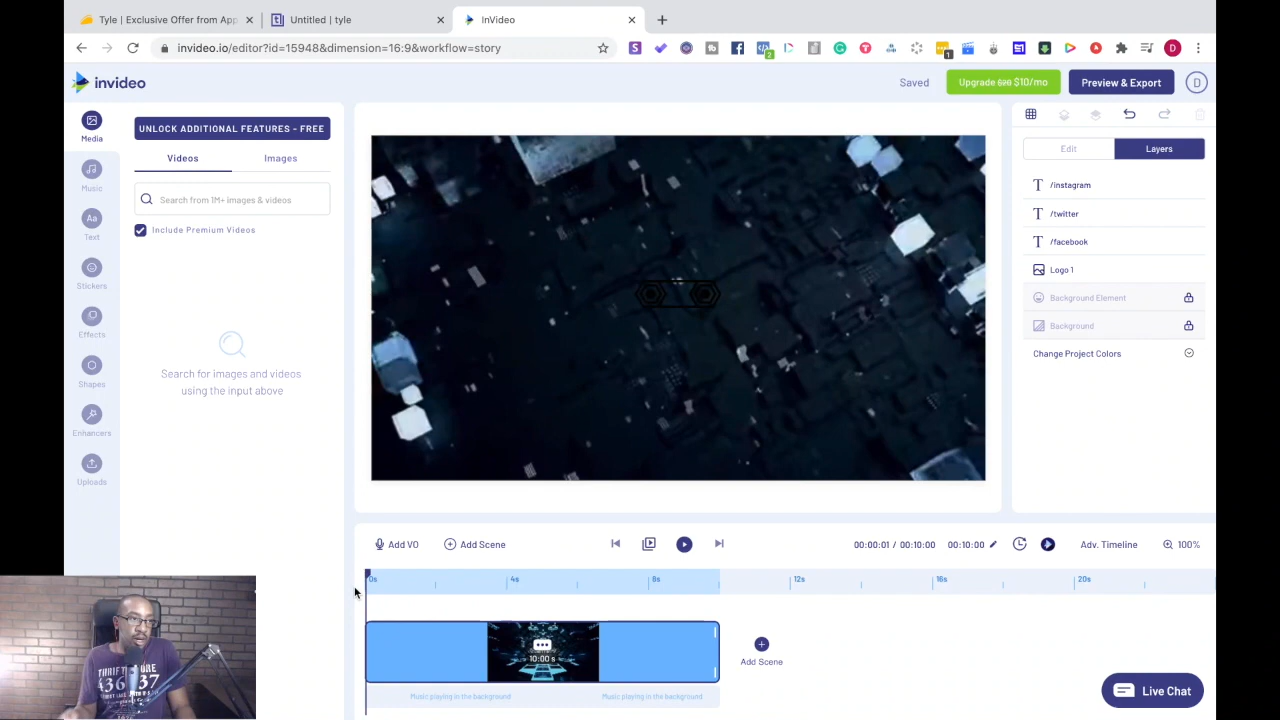 Tyle | Exclusive Offer from App
Untitled | tyle
InVideo
invideo.io/editor?id=15948&dimension=16:9&workflow=story
invideo
Saved
Upgrade $20 $10/mo
Preview & Export
D
Media
Music
Text
Stickers
Effects
Shapes
Enhancers
Uploads
UNLOCK ADDITIONAL FEATURES - FREE
Videos
Images
Search from 1M+ images & videos
Include Premium Videos
Search for images and videos
using the input above
Edit
Layers
/instagram
/twitter
/facebook
Logo 1
Background Element
Background
Change Project Colors
Add VO
Add Scene
00:00:01 / 00:10:00
00:10:00
Adv. Timeline
100%
0s
4s
8s
12s
16s
20s
10:00 s
Add Scene
Music playing in the background
Music playing in the background
Live Chat